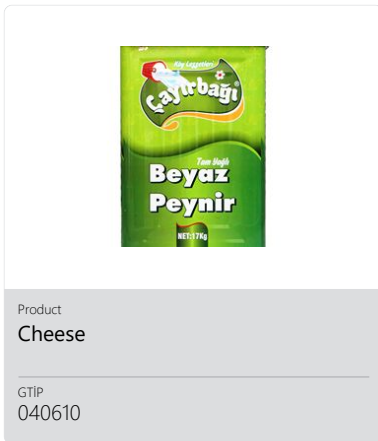 Köy Lezzetleri
Çayırbağı
Tam Yağlı
Beyaz
Peynir
NET:17Kg
Product
Cheese
GTİP
040610